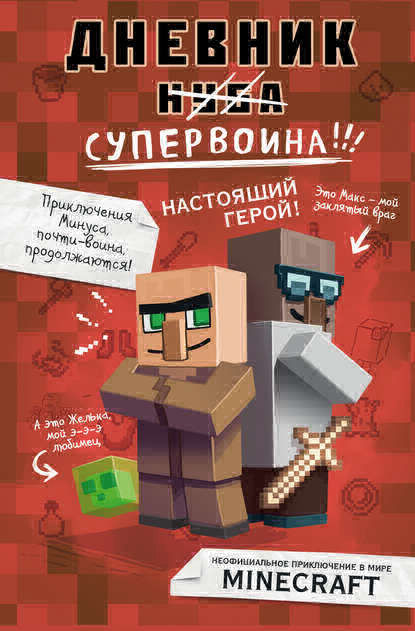 ДНЕВНИК
НУБА
СУПЕРВОИНА!!!
НАСТОЯЩИЙ
ГЕРОЙ!
Это Макс – мой
заклятый враг
Приключения
Минуса,
почти-воина,
продолжаются!
А это Желька,
мой э-э-э
любимец
НЕОФИЦИАЛЬНОЕ ПРИКЛЮЧЕНИЕ В МИРЕ
MINECRAFT